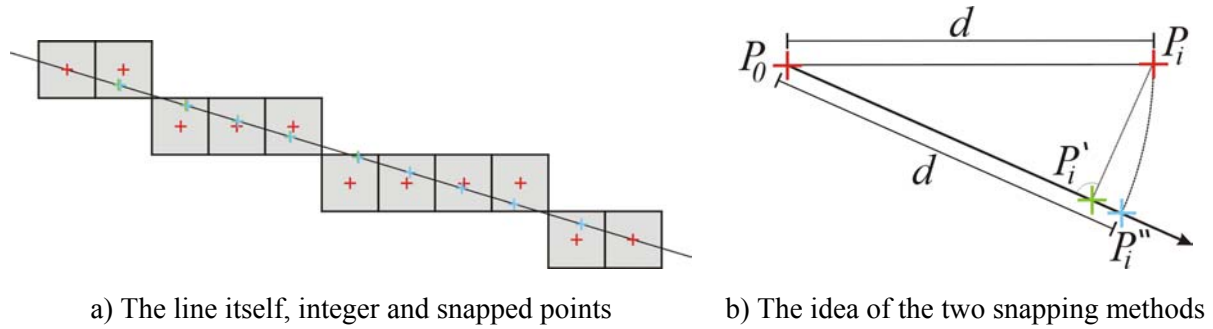 d
P₀
Pᵢ
d
Pᵢ`
Pᵢ"
a) The line itself, integer and snapped points
b) The idea of the two snapping methods